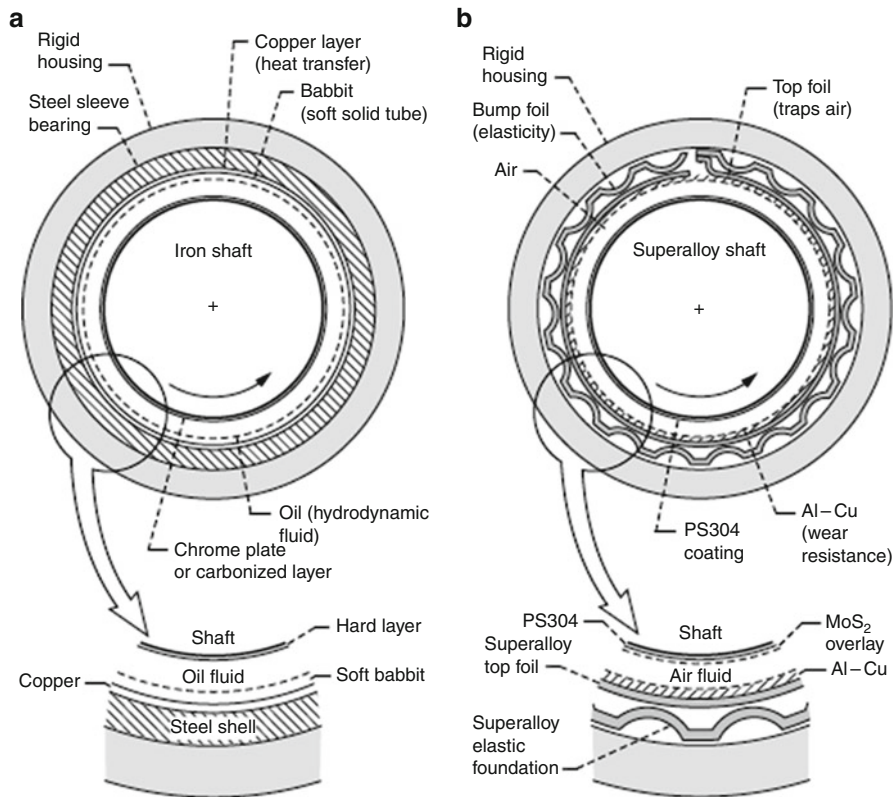 a
Rigid
housing
Copper layer
(heat transfer)
Steel sleeve
bearing
Babbit
(soft solid tube)
Iron shaft
+
Oil (hydrodynamic
fluid)
Chrome plate
or carbonized layer
Shaft
Hard layer
Oil fluid
Soft babbit
Copper
Steel shell
b
Rigid
housing
Top foil
(traps air)
Bump foil
(elasticity)
Air
Superalloy shaft
+
Al–Cu
(wear
resistance)
PS304
coating
PS304
Shaft
MoS₂
overlay
Superalloy
top foil
Air fluid
Al–Cu
Superalloy
elastic
foundation